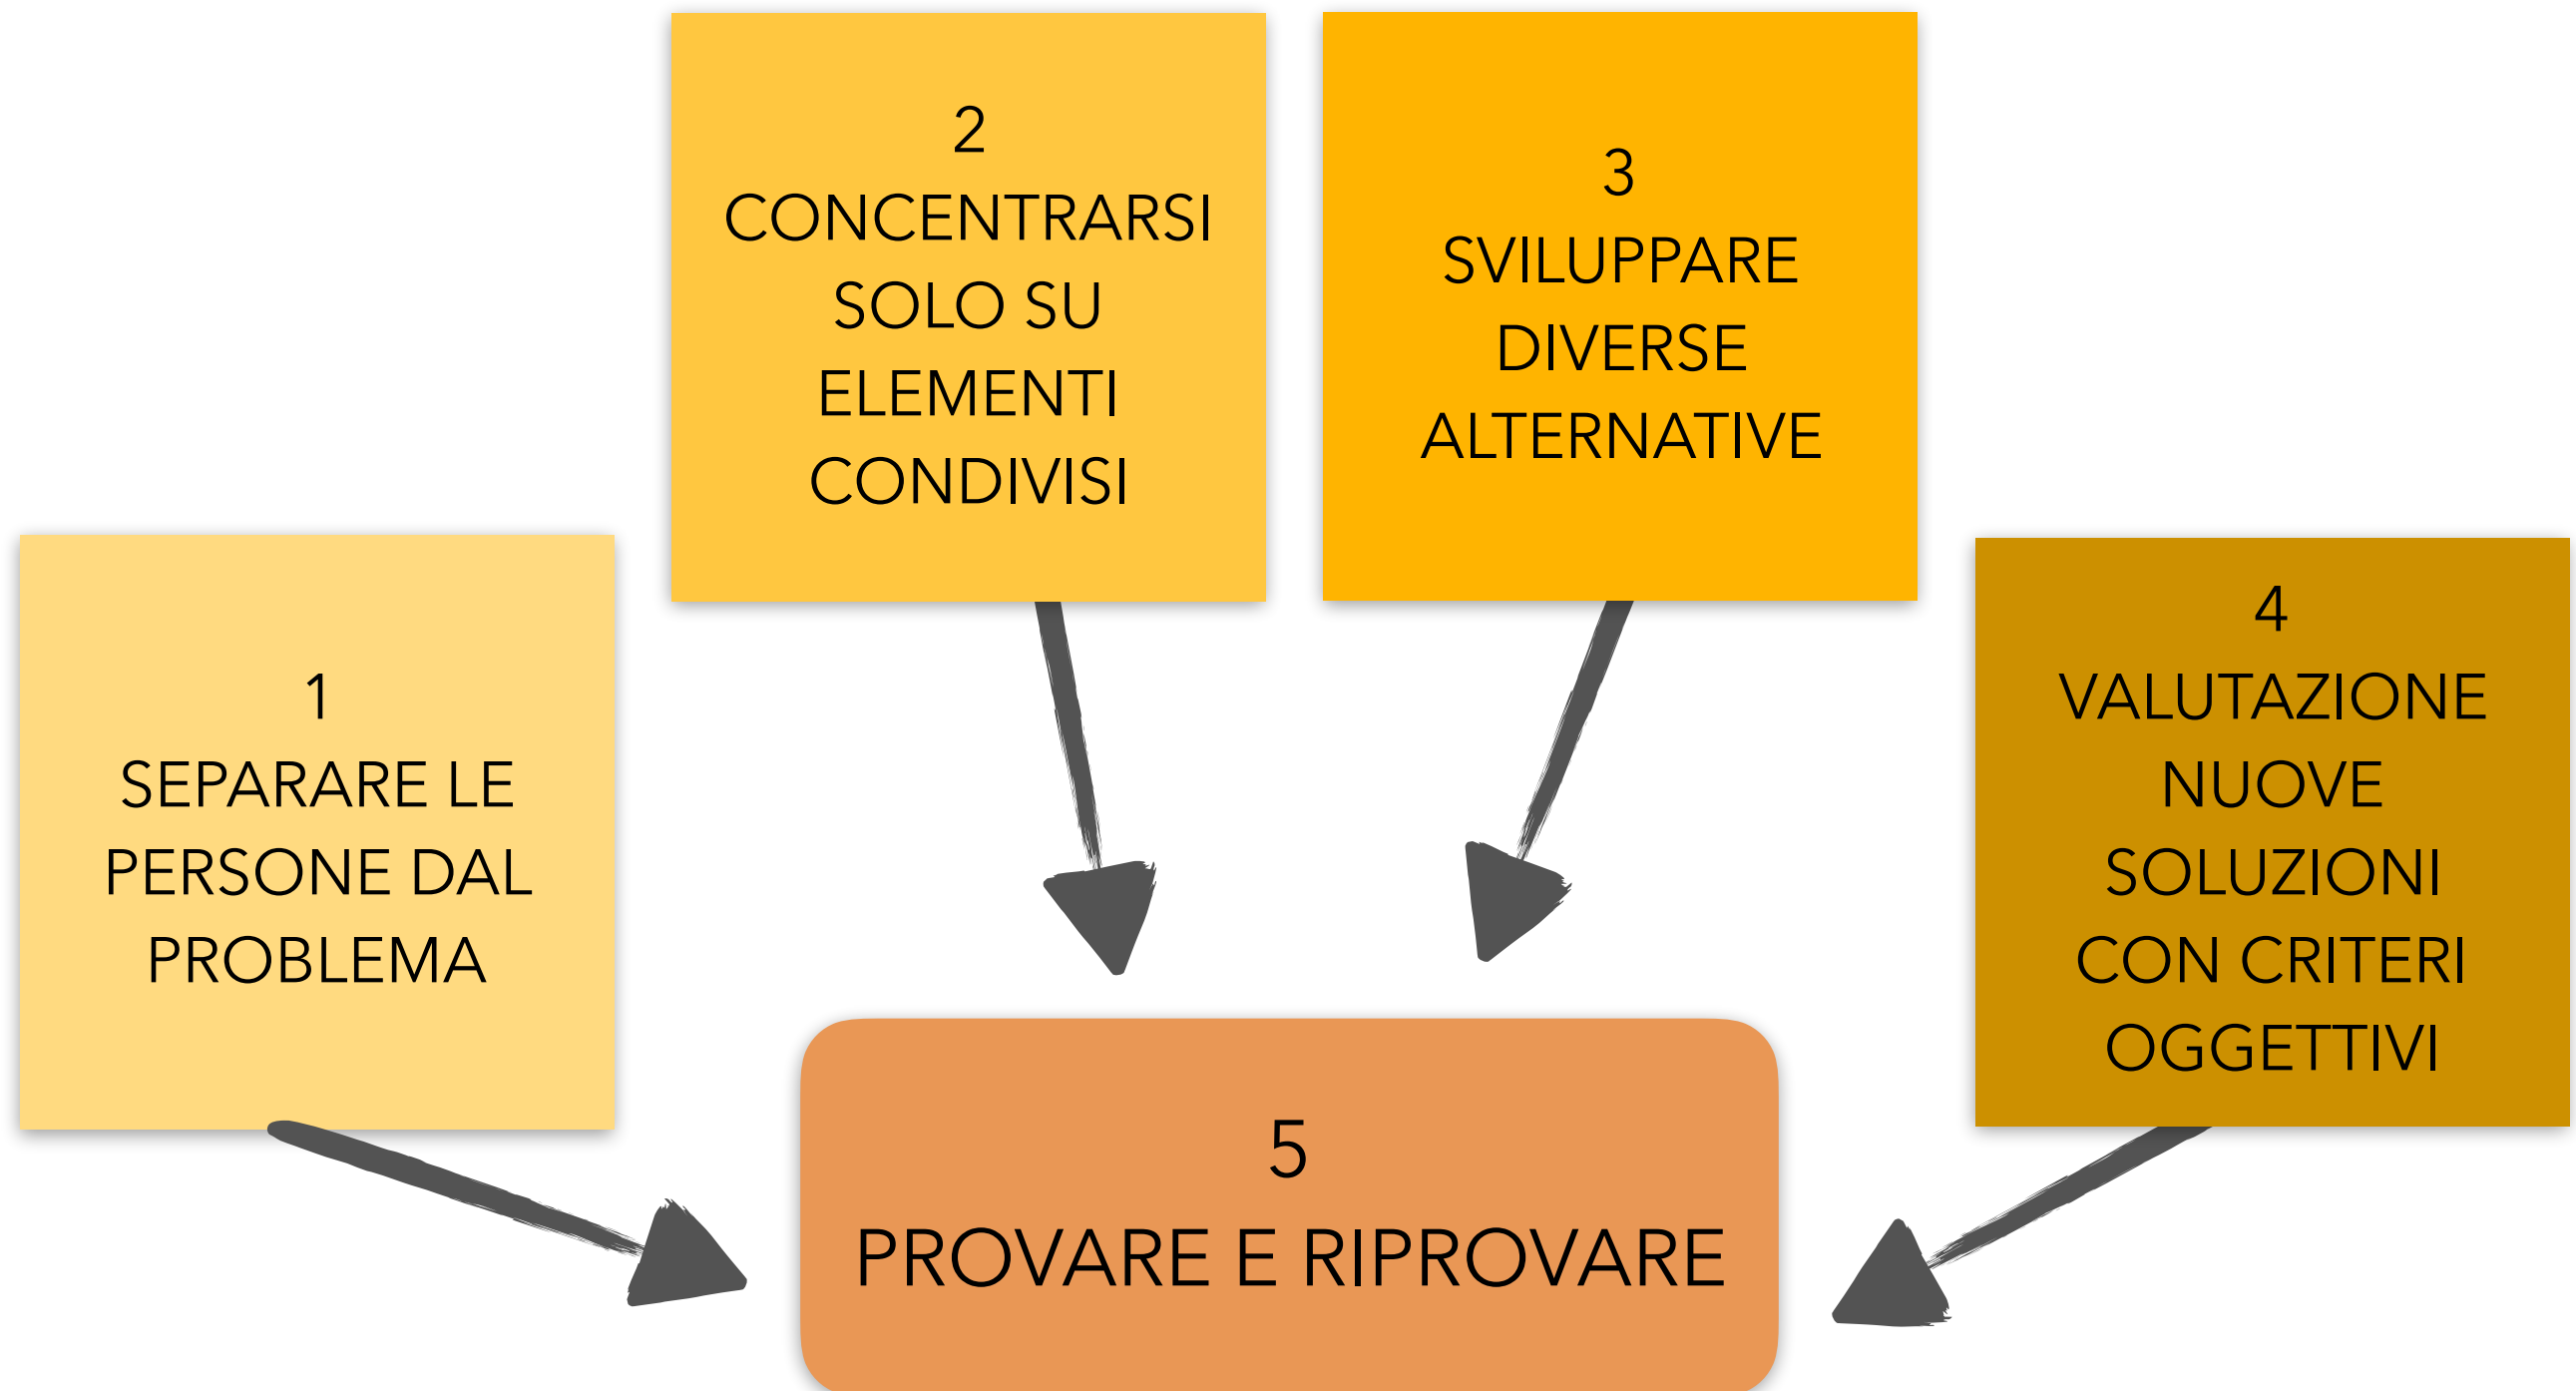 1
SEPARARE LE
PERSONE DAL
PROBLEMA
2
CONCENTRARSI
SOLO SU
ELEMENTI
CONDIVISI
3
SVILUPPARE
DIVERSE
ALTERNATIVE
4
VALUTAZIONE
NUOVE
SOLUZIONI
CON CRITERI
OGGETTIVI
5
PROVARE E RIPROVARE